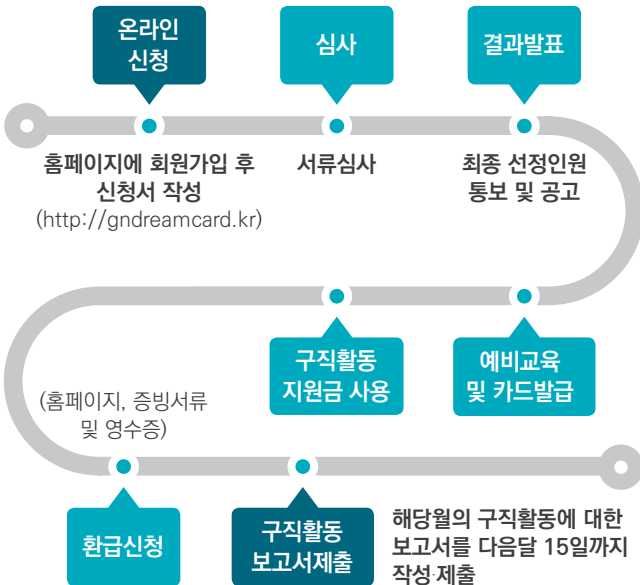 온라인
신청
심사
결과발표
홈페이지에 회원가입 후
신청서 작성
(http://gndreamcard.kr)
서류심사
최종 선정인원
통보 및 공고
예비교육
및 카드발급
구직활동
지원금 사용
(홈페이지, 증빙서류
및 영수증)
환급신청
구직활동
보고서제출
해당월의 구직활동에 대한
보고서를 다음달 15일까지
작성·제출